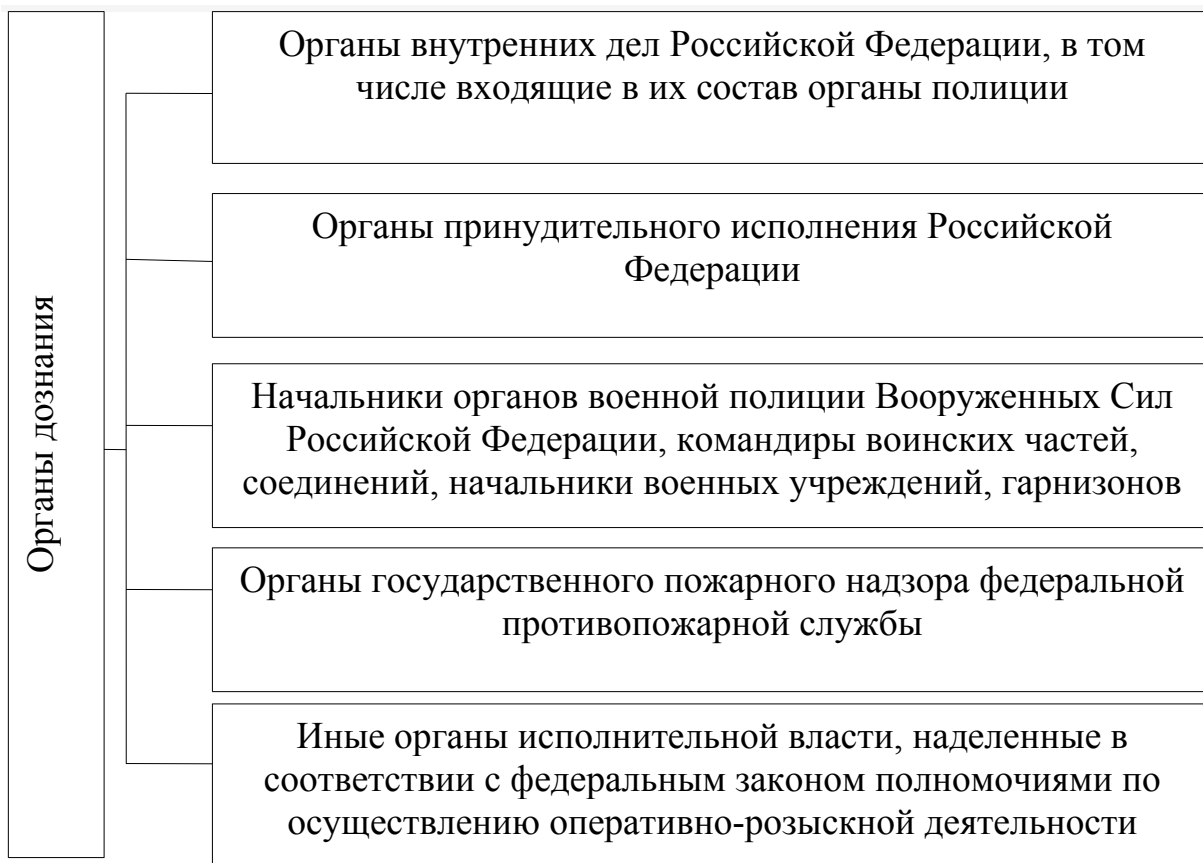 Органы дознания
Органы внутренних дел Российской Федерации, в том
числе входящие в их состав органы полиции
Органы принудительного исполнения Российской
Федерации
Начальники органов военной полиции Вооруженных Сил
Российской Федерации, командиры воинских частей,
соединений, начальники военных учреждений, гарнизонов
Органы государственного пожарного надзора федеральной
противопожарной службы
Иные органы исполнительной власти, наделенные в
соответствии с федеральным законом полномочиями по
осуществлению оперативно-розыскной деятельности